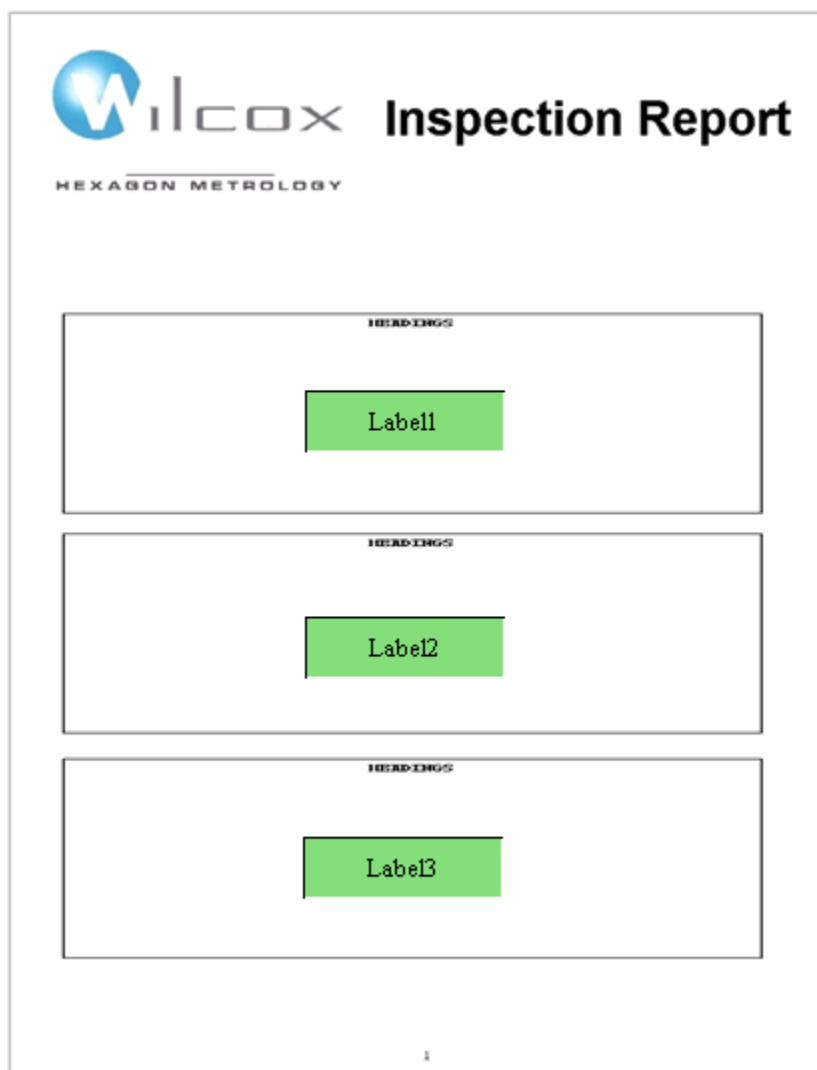 Wilcox Inspection Report
HEXAGON METROLOGY
HEADINGS
Label1
HEADINGS
Label2
HEADINGS
Label3
1